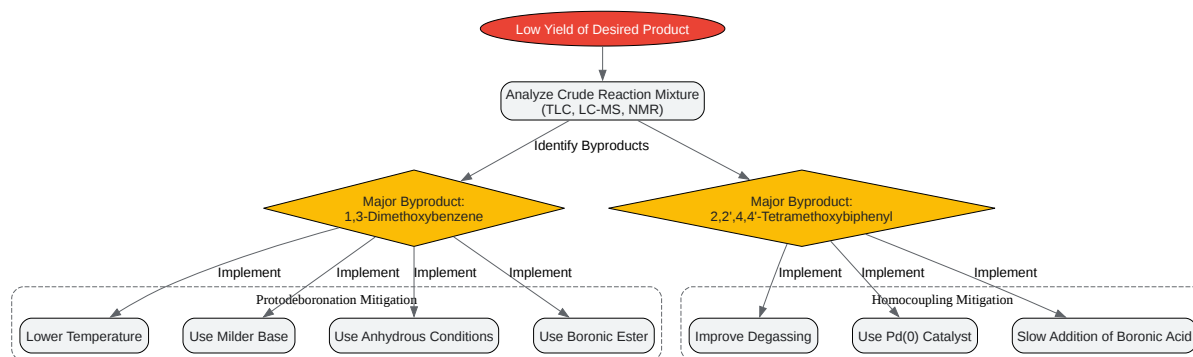 Low Yield of Desired Product
Analyze Crude Reaction Mixture
(TLC, LC-MS, NMR)
Identify Byproducts
Major Byproduct:
1,3-Dimethoxybenzene
Major Byproduct:
2,2',4,4'-Tetramethoxybiphenyl
Implement
Implement
Implement
Implement
Implement
Implement
Implement
Protodeboronation Mitigation
Homocoupling Mitigation
Lower Temperature
Use Milder Base
Use Anhydrous Conditions
Use Boronic Ester
Improve Degassing
Use Pd(0) Catalyst
Slow Addition of Boronic Acid